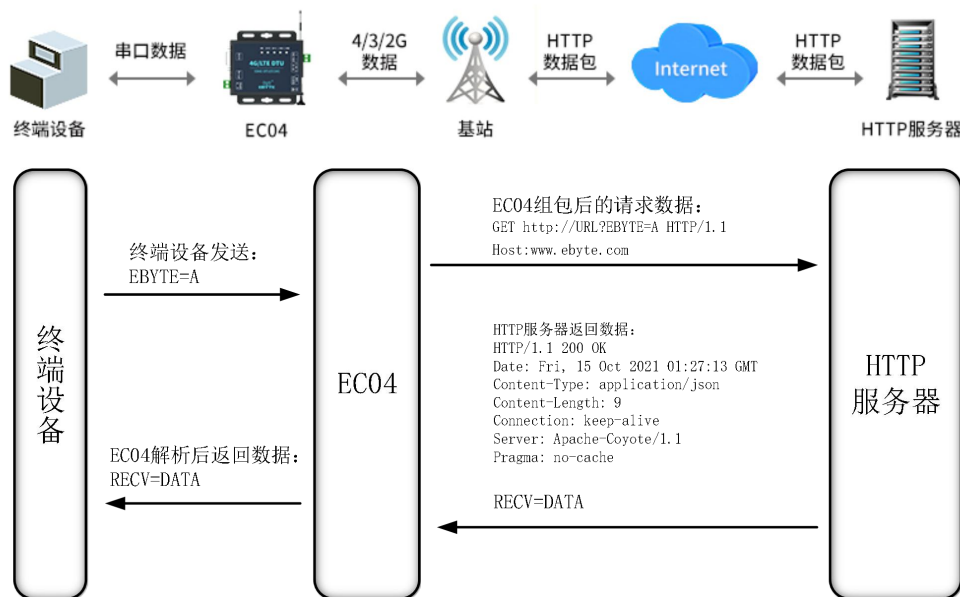 串口数据
4/3/2G
数据
HTTP
数据包
Internet
HTTP
数据包
4G/LTE DTU
EBYTE
终端设备
EC04
基站
HTTP服务器
终端设备发送:
EBYTE=A
EC04组包后的请求数据:
GET http://URL?EBYTE=A HTTP/1.1
Host:www.ebyte.com
终端设备
EC04
HTTP
服务器
HTTP服务器返回数据:
HTTP/1.1 200 OK
Date: Fri, 15 Oct 2021 01:27:13 GMT
Content-Type: application/json
Content-Length: 9
Connection: keep-alive
Server: Apache-Coyote/1.1
Pragma: no-cache
RECV=DATA
EC04解析后返回数据:
RECV=DATA